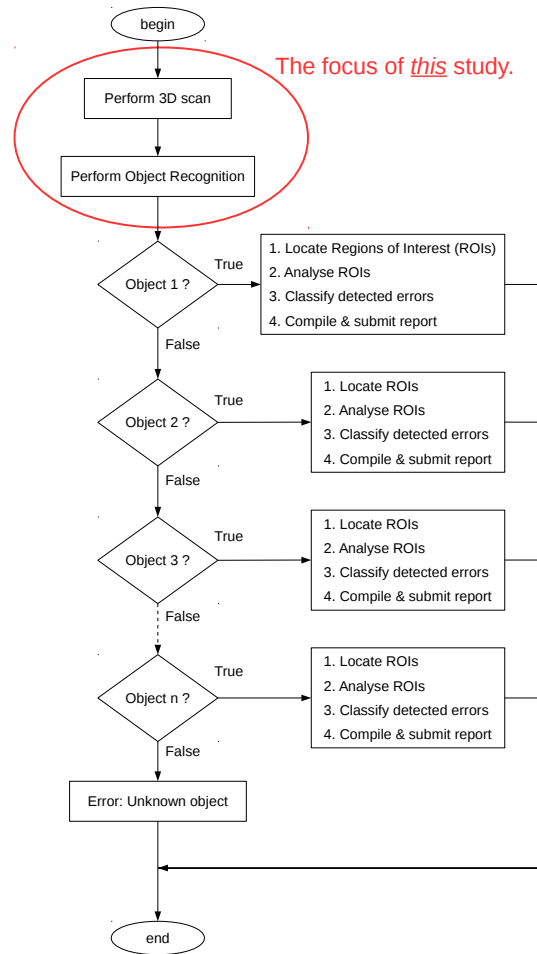 begin
The focus of this study.
Perform 3D scan
Perform Object Recognition
Object 1 ?
True
1. Locate Regions of Interest (ROIs)
2. Analyse ROIs
3. Classify detected errors
4. Compile & submit report
False
Object 2 ?
True
1. Locate ROIs
2. Analyse ROIs
3. Classify detected errors
4. Compile & submit report
False
Object 3 ?
True
1. Locate ROIs
2. Analyse ROIs
3. Classify detected errors
4. Compile & submit report
False
Object n ?
True
1. Locate ROIs
2. Analyse ROIs
3. Classify detected errors
4. Compile & submit report
False
Error: Unknown object
end